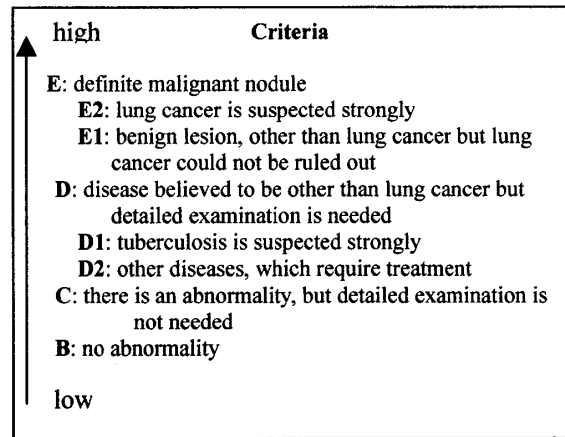 high Criteria
E: definite malignant nodule
E2: lung cancer is suspected strongly
E1: benign lesion, other than lung cancer but lung
cancer could not be ruled out
D: disease believed to be other than lung cancer but
detailed examination is needed
D1: tuberculosis is suspected strongly
D2: other diseases, which require treatment
C: there is an abnormality, but detailed examination is
not needed
B: no abnormality
low